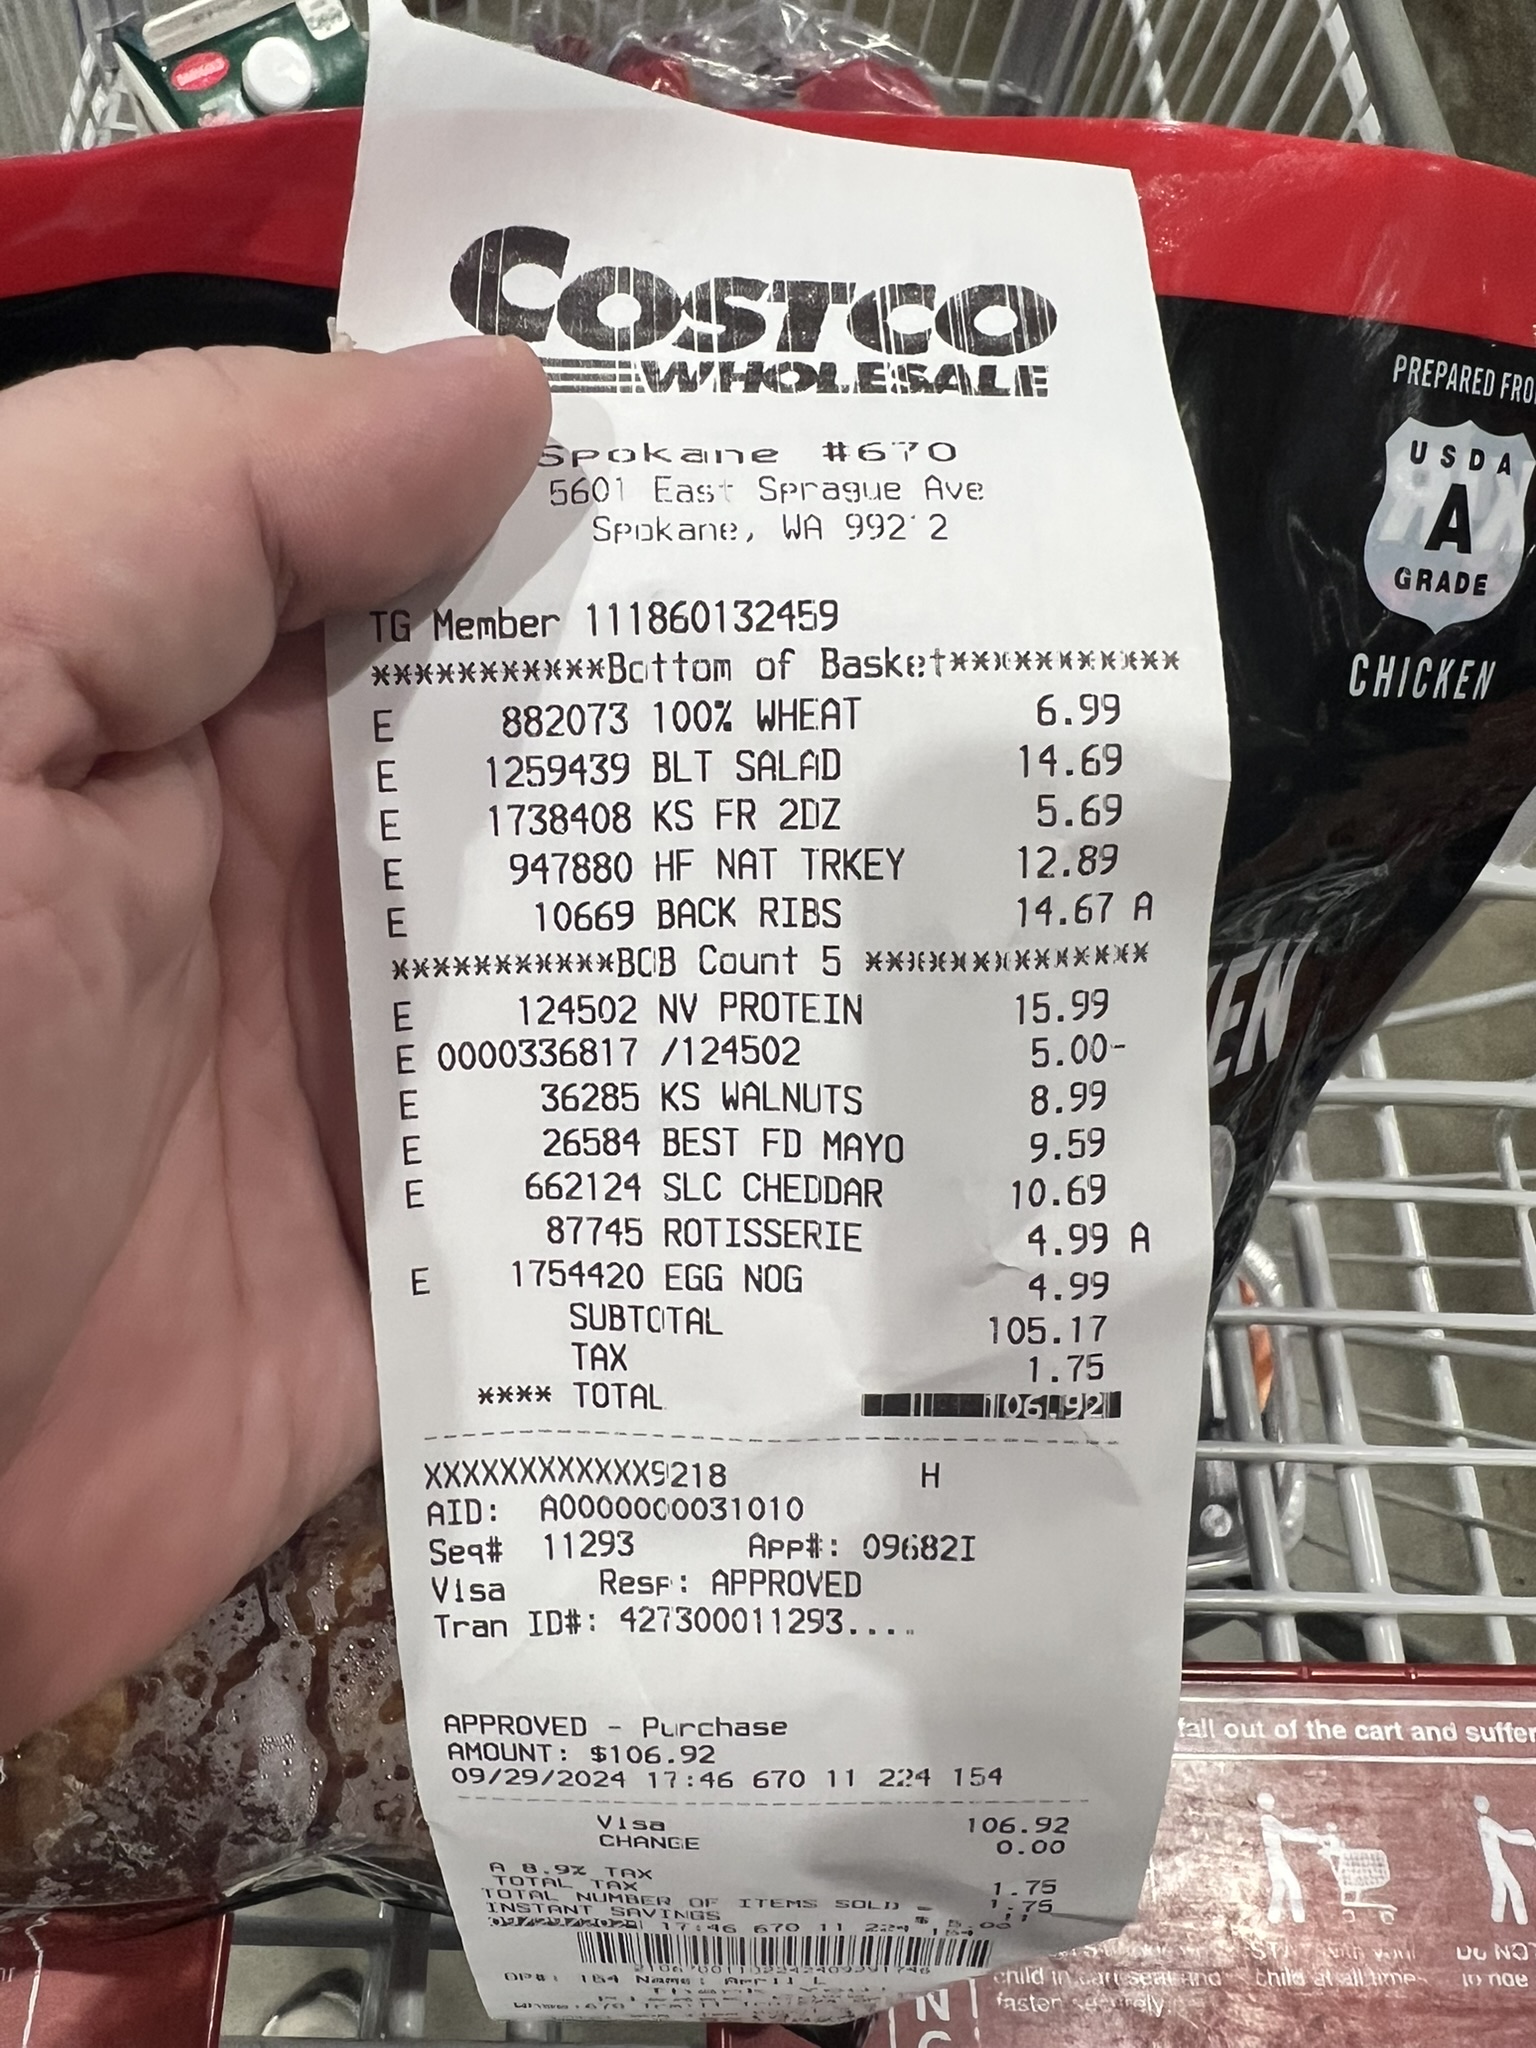 COSTCO
WHOLESALE
Spokane #670
5601 East Sprague Ave
Spokane, WA 992 2
TG Member 111860132459
***********Bottom of Basket***********
E 882073 100% WHEAT 6.99
E 1259439 BLT SALAD 14.69
E 1738408 KS FR 2DZ 5.69
E 947880 HF NAT TRKEY 12.89
E 10669 BACK RIBS 14.67 A
***********BOB Count 5 **************
E 124502 NV PROTEIN 15.99
E 0000336817 /124502 5.00-
E 36285 KS WALNUTS 8.99
E 26584 BEST FD MAYO 9.59
E 662124 SLC CHEDDAR 10.69
87745 ROTISSERIE 4.99 A
E 1754420 EGG NOG 4.99
SUBTOTAL 105.17
TAX 1.75
**** TOTAL 106.92
XXXXXXXXXXXX9218 H
AID: A0000000031010
Seq# 11293 App#: 09682I
Visa Resp: APPROVED
Tran ID#: 427300011293....
APPROVED - Purchase
AMOUNT: $106.92
09/29/2024 17:46 670 11 224 154
Visa 106.92
CHANGE 0.00
A 8.9% TAX 1.75
TOTAL TAX 1.75
TOTAL NUMBER OF ITEMS SOLD =
INSTANT SAVINGS $ 5.00
17:46 670 11 224 154
OP#: 154 Name: April L
Thank You!
PREPARED
USDA
A
GRADE
CHICKEN
fall out of the cart and suffer
child in cart seat and
fasten securely.
child at all
DO NOT